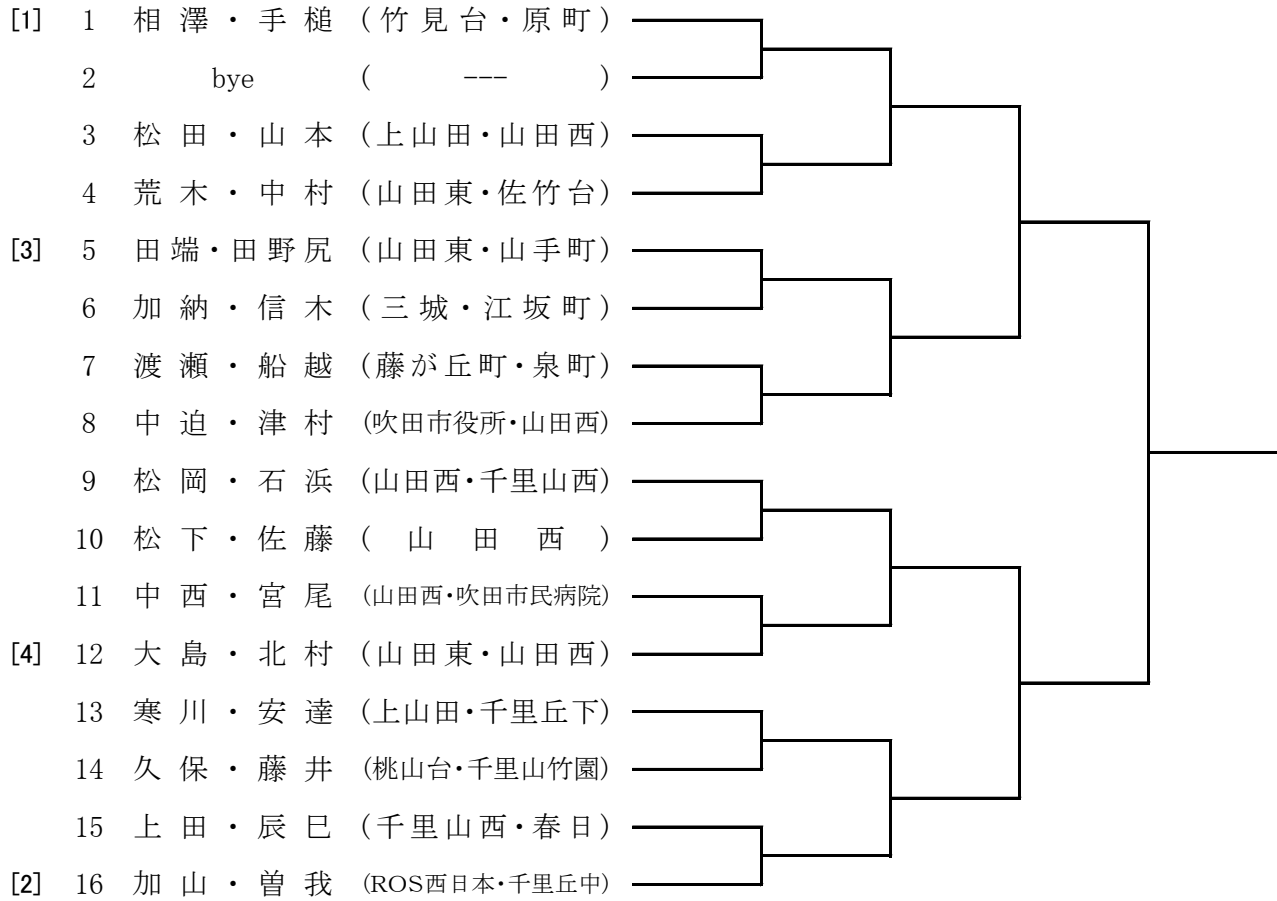 [1] 1 相澤・手槌 (竹見台・原町)
2 bye ( --- )
3 松田・山本 (上山田・山田西)
4 荒木・中村 (山田東・佐竹台)
[3] 5 田端・田野尻 (山田東・山手町)
6 加納・信木 (三城・江坂町)
7 渡瀬・船越 (藤が丘町・泉町)
8 中迫・津村 (吹田市役所・山田西)
9 松岡・石浜 (山田西・千里山西)
10 松下・佐藤 (山田西)
11 中西・宮尾 (山田西・吹田市民病院)
[4] 12 大島・北村 (山田東・山田西)
13 寒川・安達 (上山田・千里丘下)
14 久保・藤井 (桃山台・千里山竹園)
15 上田・辰巳 (千里山西・春日)
[2] 16 加山・曽我 (ROS西日本・千里丘中)